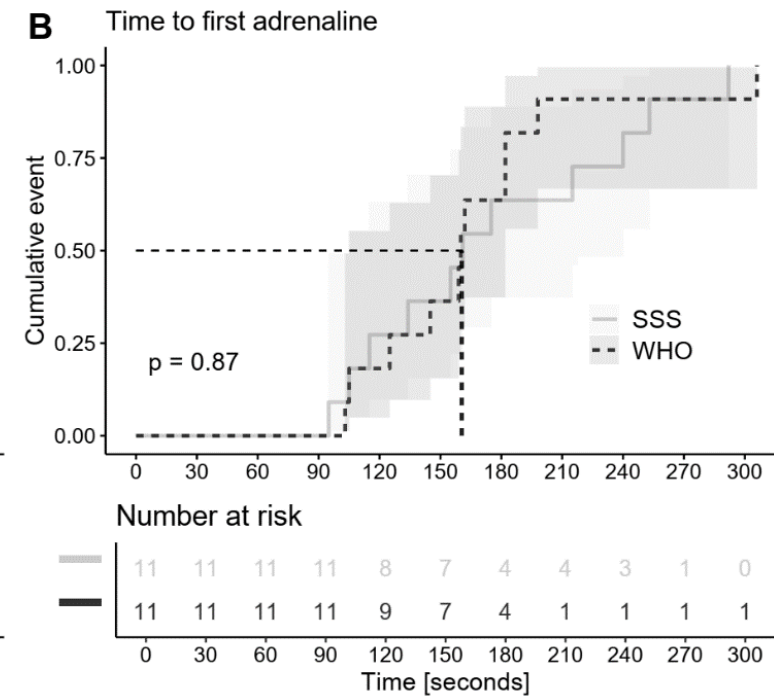 B
Time to first adrenaline
1.00
0.75
0.50
0.25
0.00
Cumulative event
p = 0.87
SSS
WHO
0 30 60 90 120 150 180 210 240 270 300
Number at risk
11 11 11 11 8 7 4 4 3 1 0
11 11 11 11 9 7 4 1 1 1 1
0 30 60 90 120 150 180 210 240 270 300
Time [seconds]